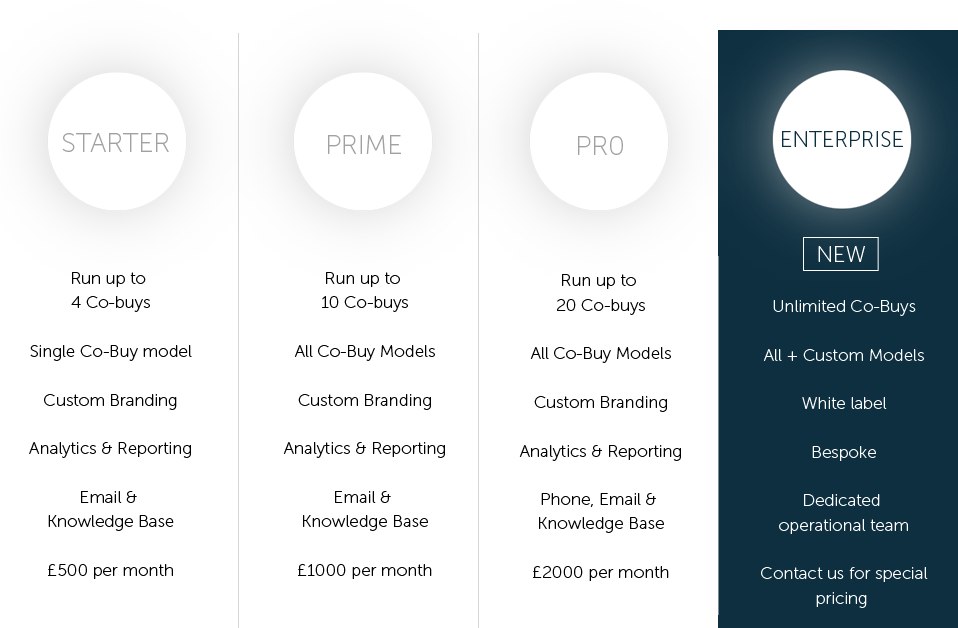 STARTER
Run up to
4 Co-buys
Single Co-Buy model
Custom Branding
Analytics & Reporting
Email &
Knowledge Base
£500 per month
PRIME
Run up to
10 Co-buys
All Co-Buy Models
Custom Branding
Analytics & Reporting
Email &
Knowledge Base
£1000 per month
PRO
Run up to
20 Co-buys
All Co-Buy Models
Custom Branding
Analytics & Reporting
Phone, Email &
Knowledge Base
£2000 per month
ENTERPRISE
NEW
Unlimited Co-Buys
All + Custom Models
White label
Bespoke
Dedicated
operational team
Contact us for special
pricing